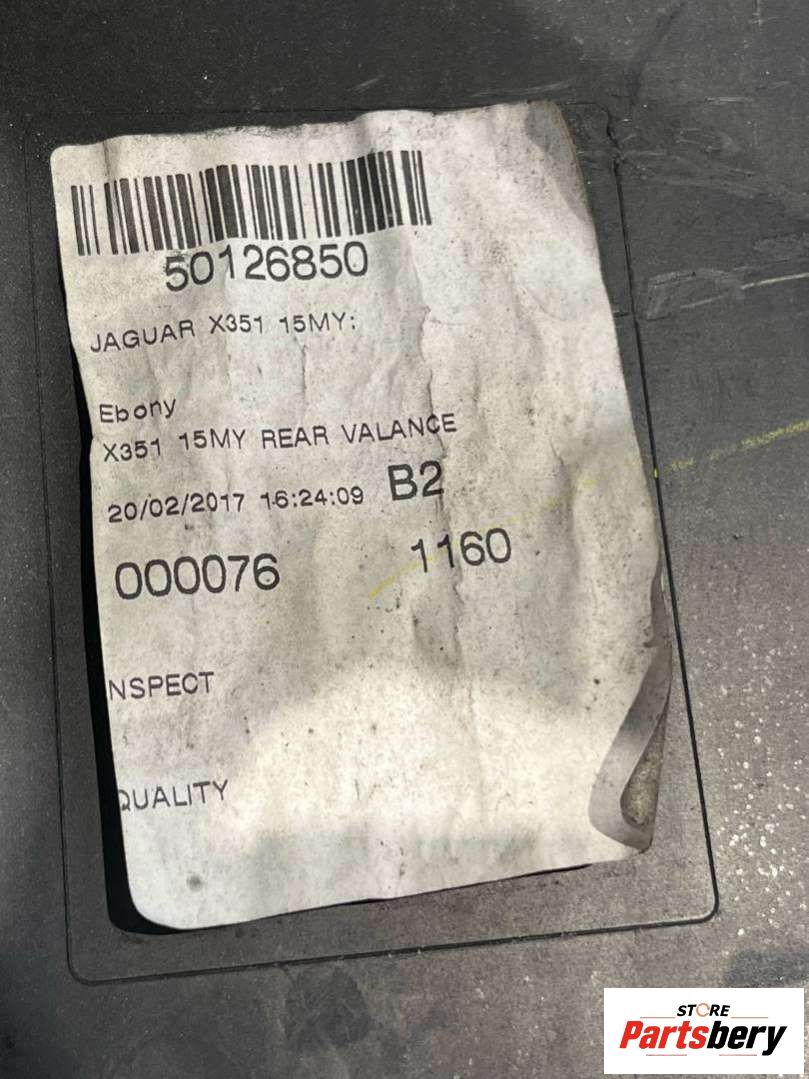 50126850
JAGUAR X351 15MY:
Ebony
X351 15MY REAR VALANCE
20/02/2017 16:24:09 B2
000076 1160
NSPECT
QUALITY
STORE
Partsbery